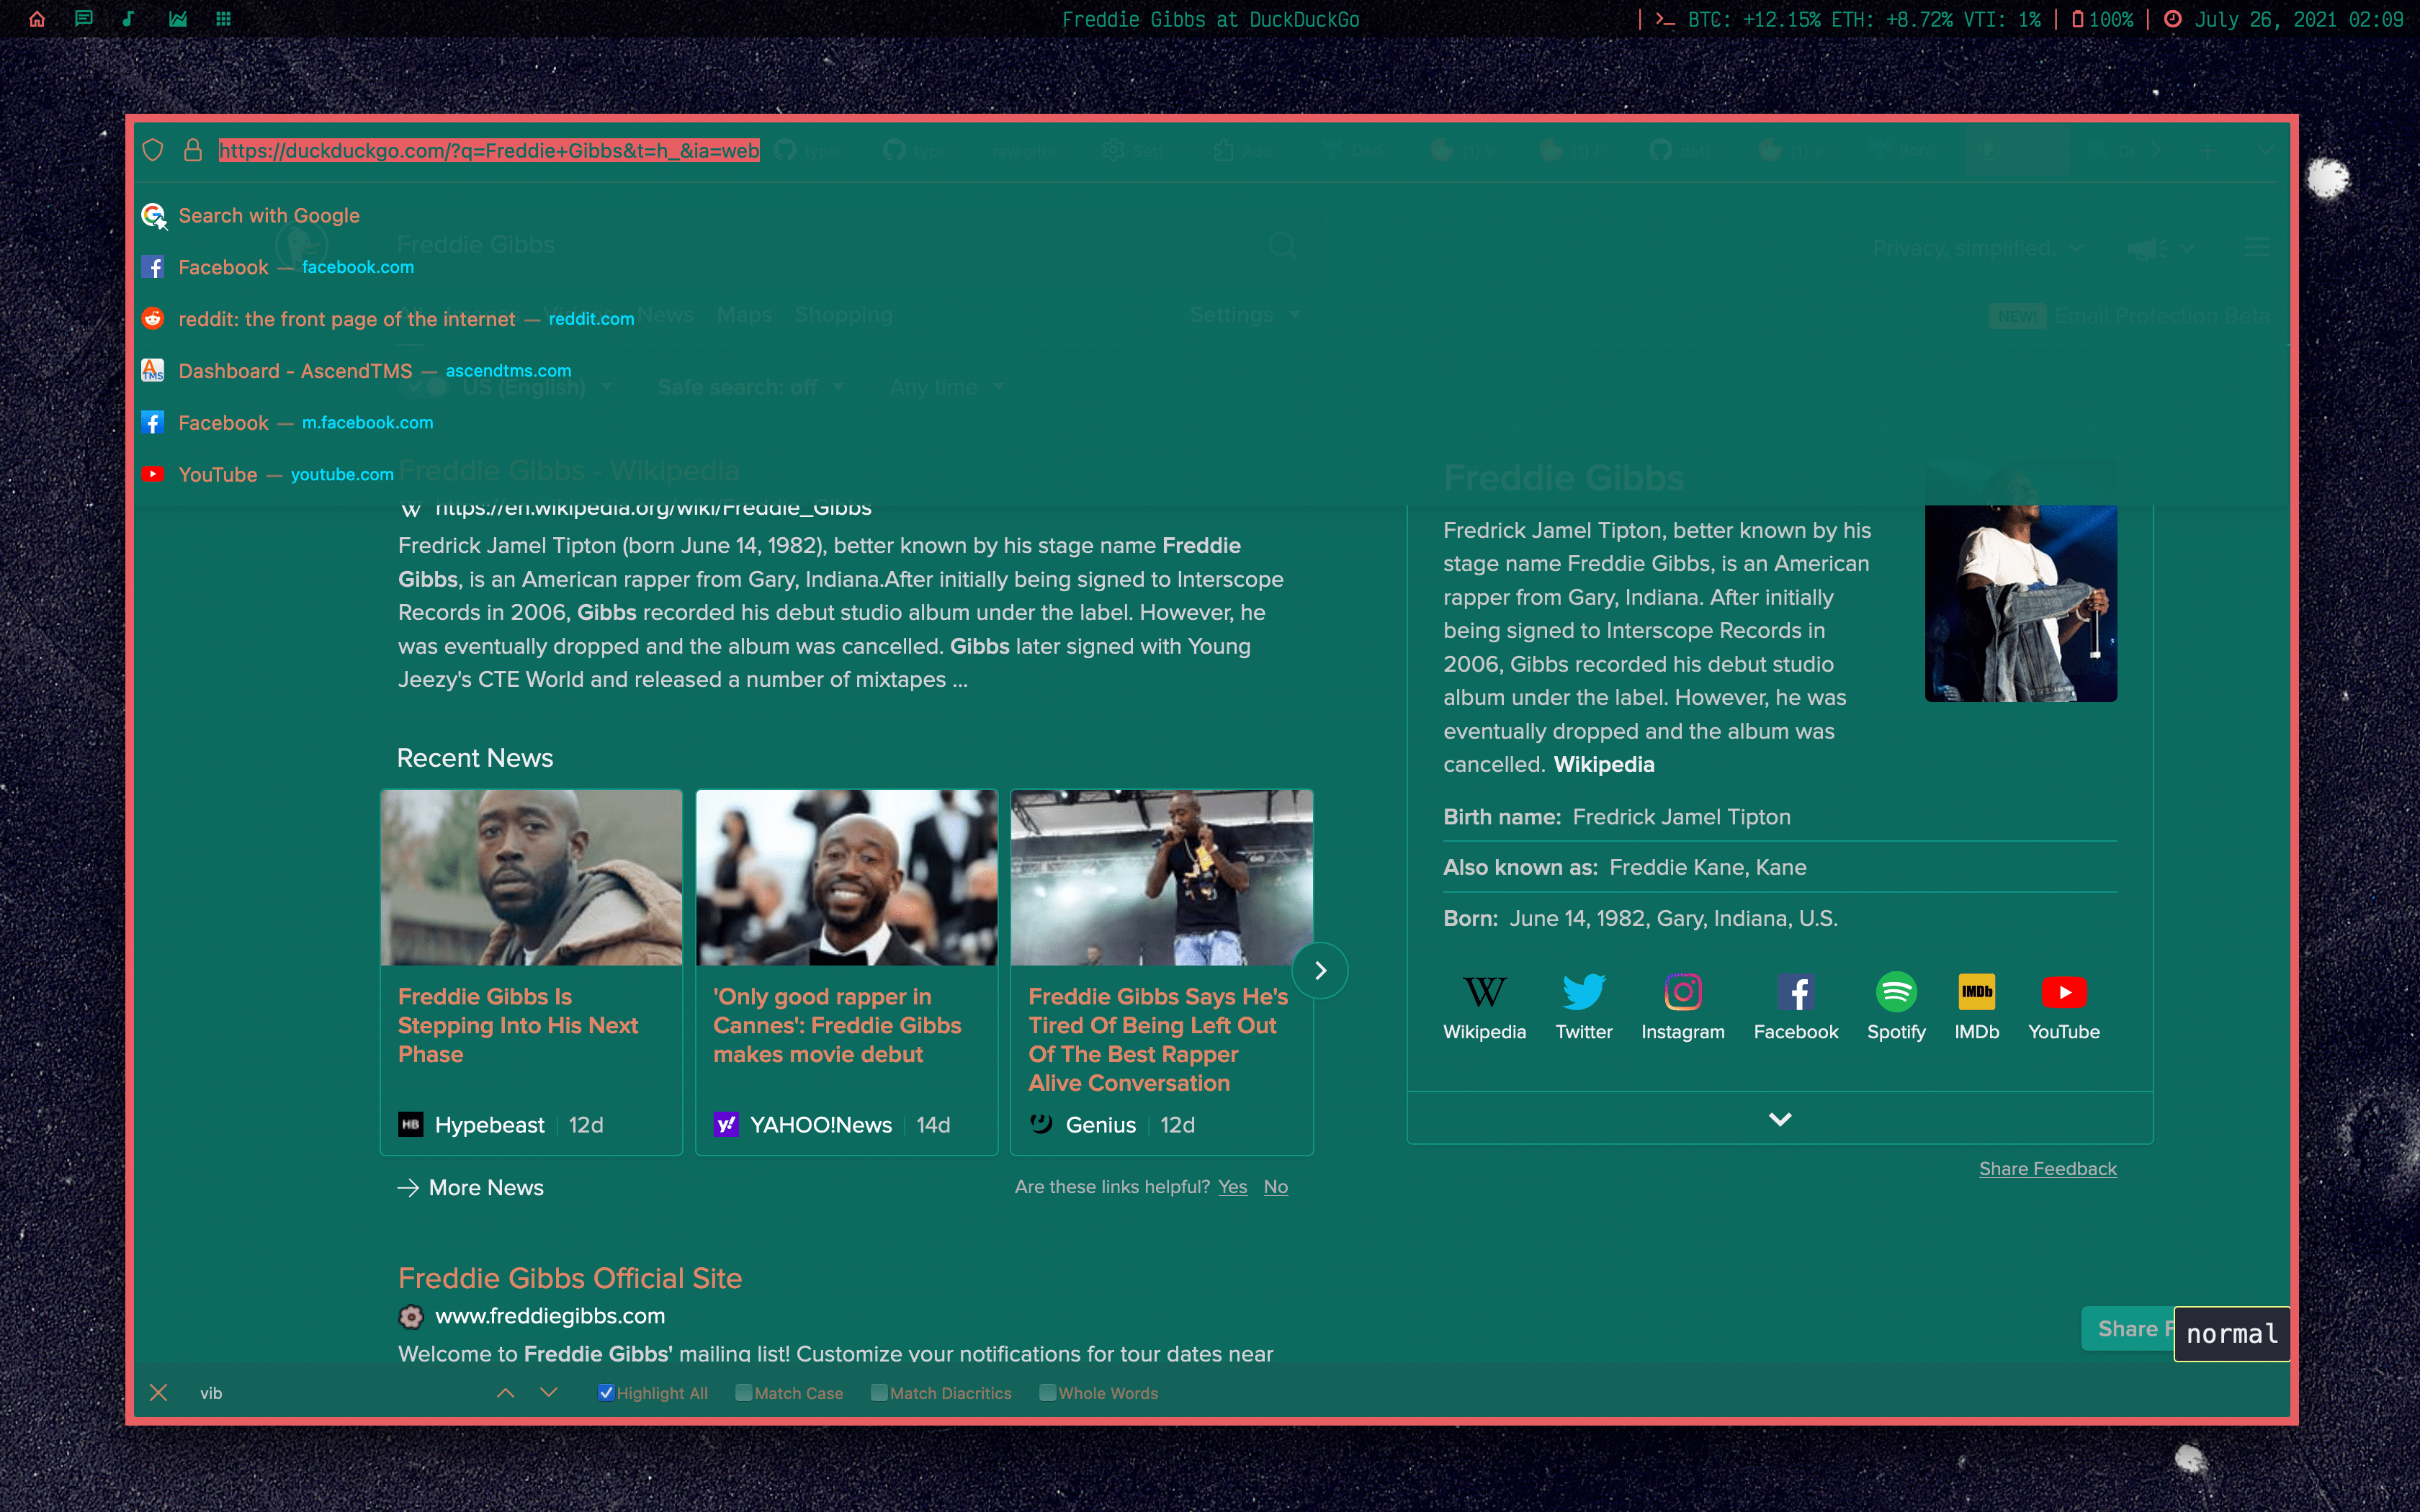 Freddie Gibbs at DuckDuckGo
BTC: +12.15% ETH: +8.72% VTI: 1%
100%
July 26, 2021 02:09
https://duckduckgo.com/?q=Freddie+Gibbs&t=h_&ia=web
Search with Google
Freddie Gibbs
Privacy, simplified.
Facebook — facebook.com
reddit: the front page of the internet — reddit.com
News
Maps
Shopping
Settings
NEW!
Email Protection Beta
Dashboard - AscendTMS — ascendtms.com
US (English)
Safe search: off
Any time
Facebook — m.facebook.com
YouTube — youtube.com
Freddie Gibbs - Wikipedia
https://en.wikipedia.org/wiki/Freddie_Gibbs
Fredrick Jamel Tipton (born June 14, 1982), better known by his stage name Freddie
Gibbs, is an American rapper from Gary, Indiana.After initially being signed to Interscope
Records in 2006, Gibbs recorded his debut studio album under the label. However, he
was eventually dropped and the album was cancelled. Gibbs later signed with Young
Jeezy's CTE World and released a number of mixtapes ...
Recent News
Freddie Gibbs Is
Stepping Into His Next
Phase
HB Hypebeast 12d
'Only good rapper in
Cannes': Freddie Gibbs
makes movie debut
y! YAHOO!News 14d
Freddie Gibbs Says He's
Tired Of Being Left Out
Of The Best Rapper
Alive Conversation
Genius 12d
More News
Are these links helpful? Yes No
Freddie Gibbs Official Site
www.freddiegibbs.com
Welcome to Freddie Gibbs' mailing list! Customize your notifications for tour dates near
Freddie Gibbs
Fredrick Jamel Tipton, better known by his
stage name Freddie Gibbs, is an American
rapper from Gary, Indiana. After initially
being signed to Interscope Records in
2006, Gibbs recorded his debut studio
album under the label. However, he was
eventually dropped and the album was
cancelled. Wikipedia
Birth name: Fredrick Jamel Tipton
Also known as: Freddie Kane, Kane
Born: June 14, 1982, Gary, Indiana, U.S.
IMDb
Wikipedia Twitter Instagram Facebook Spotify IMDb YouTube
Share Feedback
Share F
normal
vib
Highlight All
Match Case
Match Diacritics
Whole Words